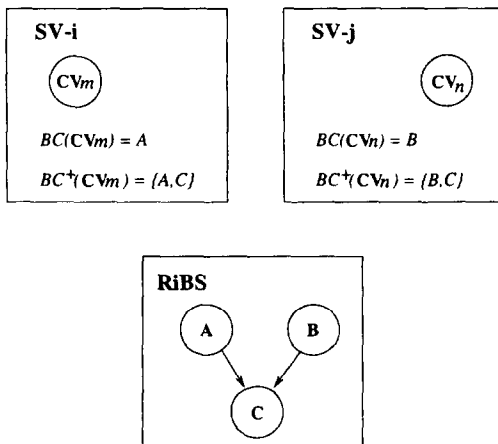 SV-i
CVm
BC(CVm) = A
BC+(CVm) = {A,C}
SV-j
CVn
BC(CVn) = B
BC+(CVn) = {B,C}
RiBS
A
B
C